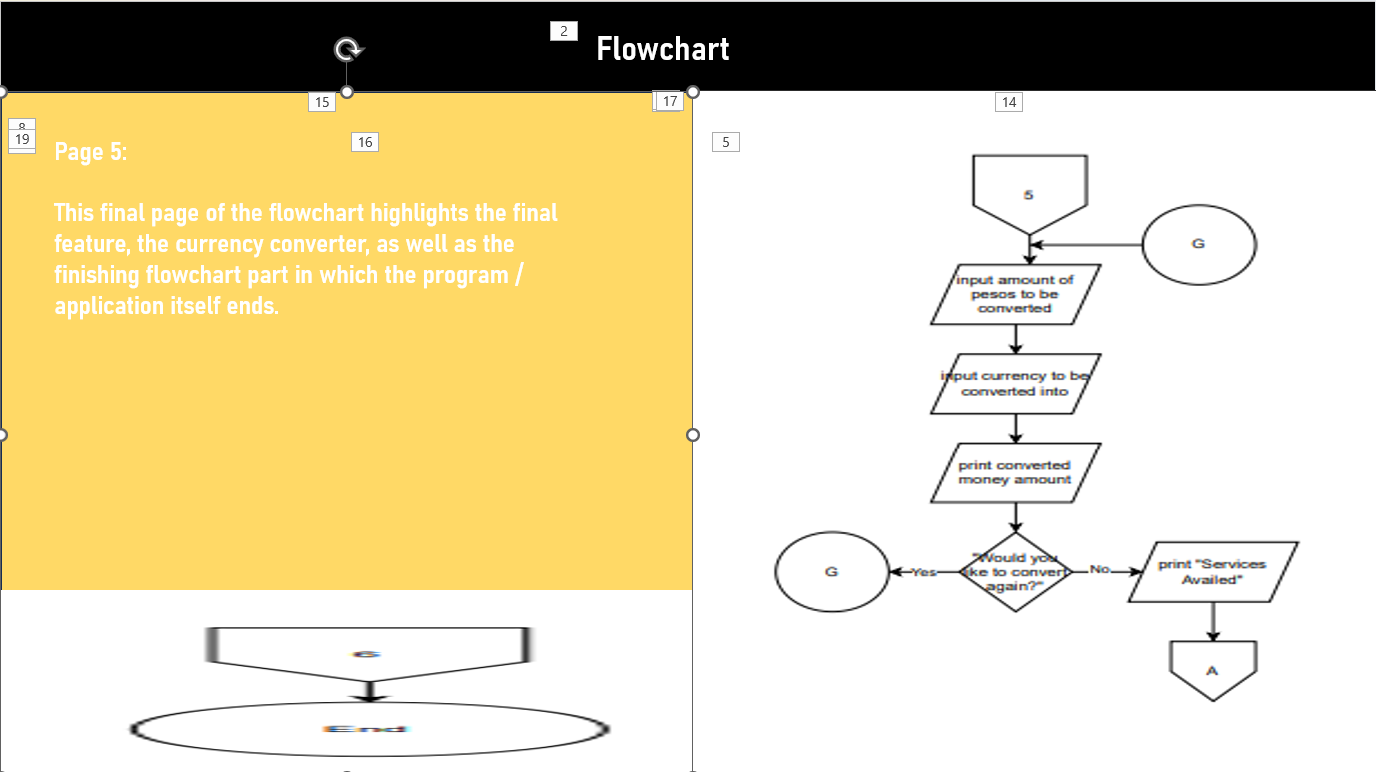 2
Flowchart
15
17
14
8
19
16
5
Page 5:
This final page of the flowchart highlights the final
feature, the currency converter, as well as the
finishing flowchart part in which the program /
application itself ends.
5
G
input amount of
pesos to be
converted
input currency to be
converted into
print converted
money amount
"Would you
like to convert
again?"
Yes
G
No
print "Services
Availed"
A
6
End